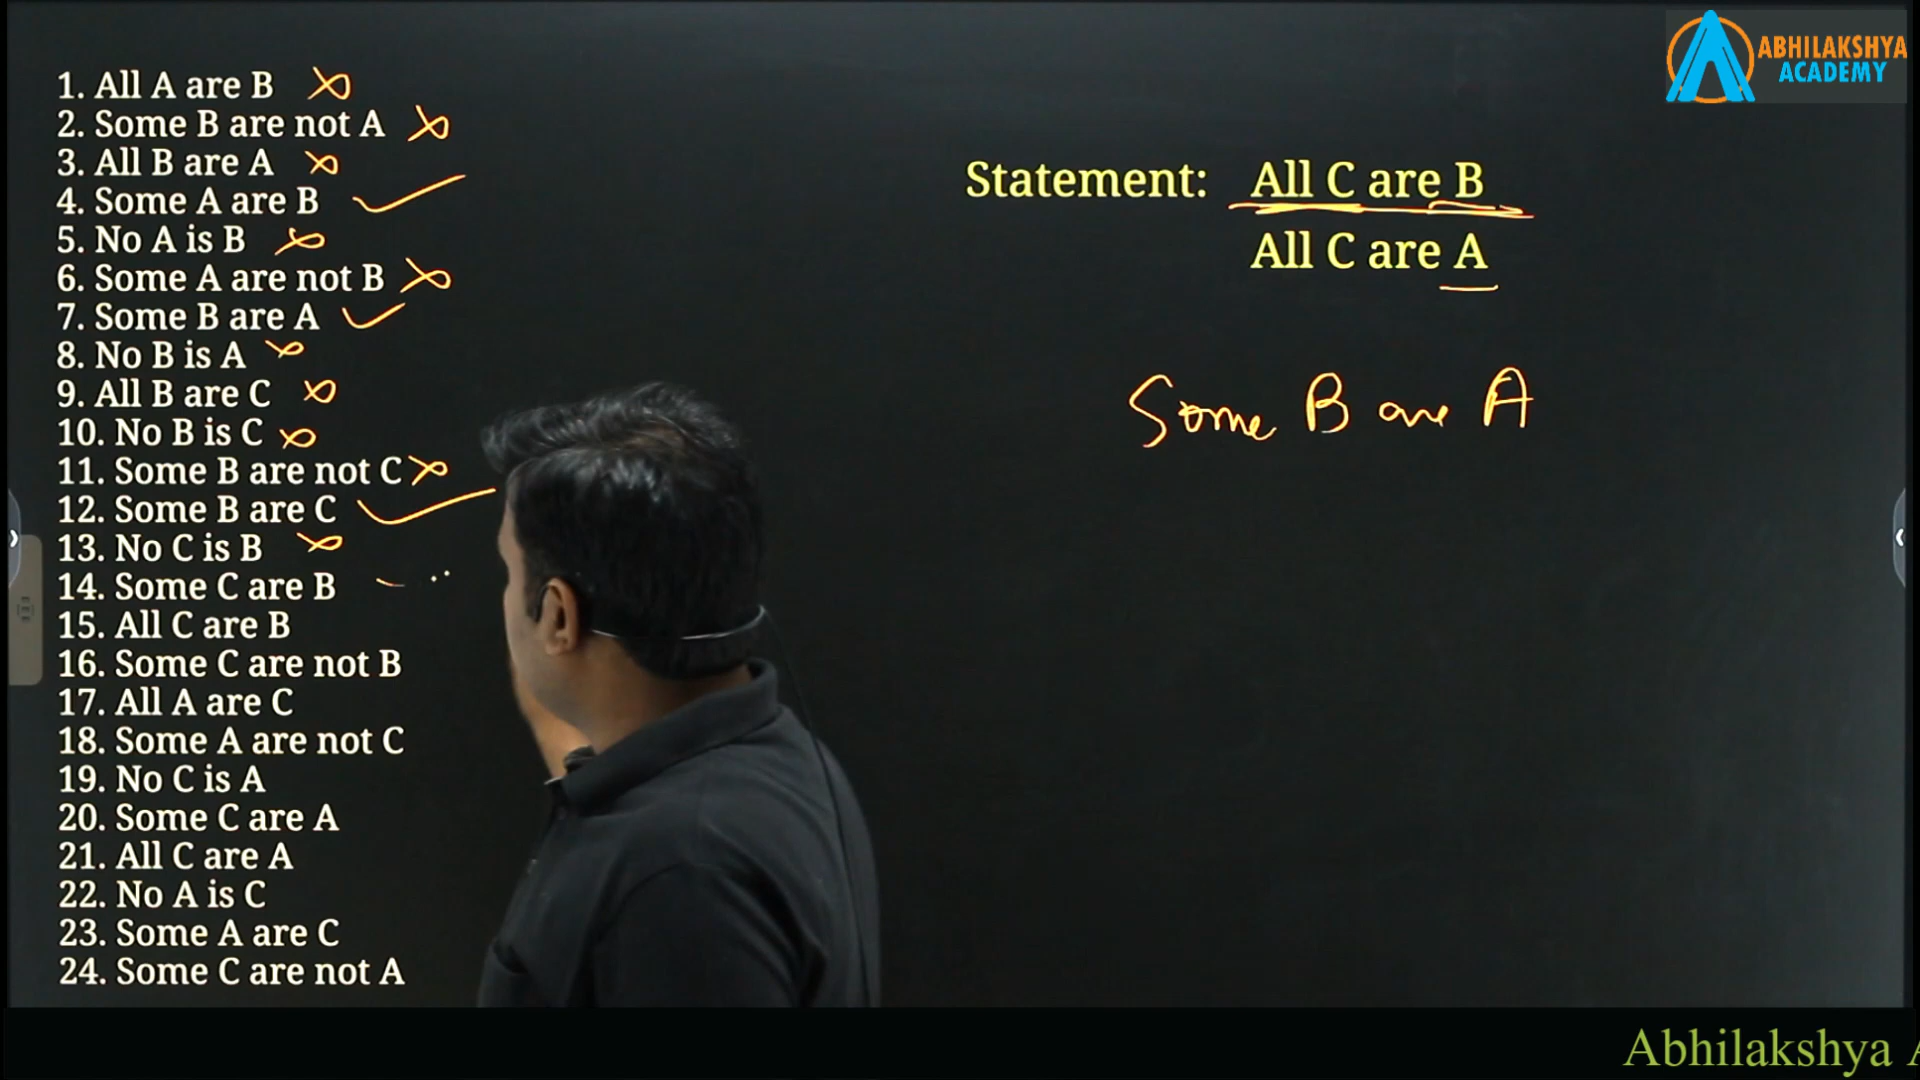 1. All A are B
2. Some B are not A
3. All B are A
4. Some A are B
5. No A is B
6. Some A are not B
7. Some B are A
8. No B is A
9. All B are C
10. No B is C
11. Some B are not C
12. Some B are C
13. No C is B
14. Some C are B
15. All C are B
16. Some C are not B
17. All A are C
18. Some A are not C
19. No C is A
20. Some C are A
21. All C are A
22. No A is C
23. Some A are C
24. Some C are not A
ABHILAKSHYA
ACADEMY
Statement: All C are B
All C are A
Some B are A
Abhilakshya A